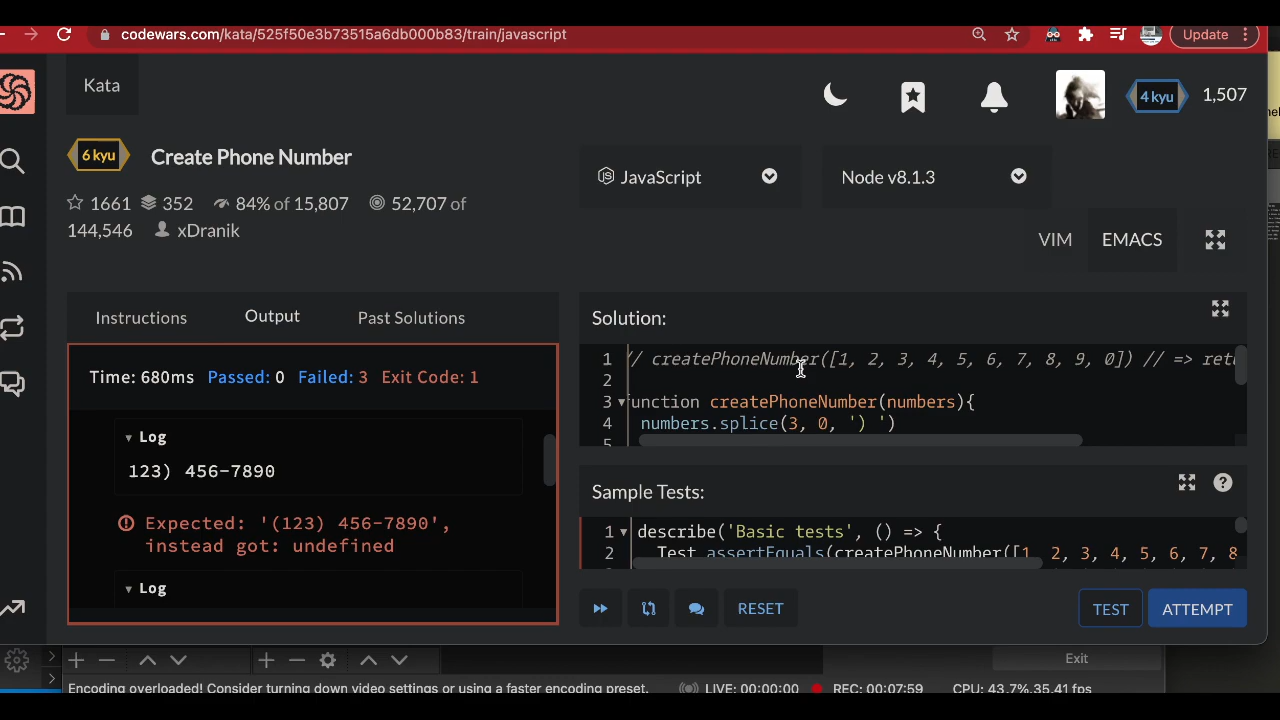 codewars.com/kata/525f50e3b73515a6db000b83/train/javascript
Update
Kata
4 kyu
1,507
6 kyu
Create Phone Number
JavaScript
Node v8.1.3
1661 352 84% of 15,807 52,707 of
144,546 xDranik
VIM
EMACS
Instructions
Output
Past Solutions
Solution:
Time: 680ms Passed: 0 Failed: 3 Exit Code: 1
Log
123) 456-7890
Expected: '(123) 456-7890',
instead got: undefined
Log
1 / createPhoneNumber([1, 2, 3, 4, 5, 6, 7, 8, 9, 0]) // => retu
2
3 unction createPhoneNumber(numbers){
4 numbers.splice(3, 0, ') ')
5
Sample Tests:
1 describe('Basic tests', () => {
2 Test assertEquals(createPhoneNumber([1 2, 3, 4, 5, 6, 7, 8
RESET
TEST
ATTEMPT
Exit
Encoding overloaded! Consider turning down video settings or using a faster encoding preset.
LIVE: 00:00:00
REC: 00:07:59
CPU: 43.7%,35.41 fps